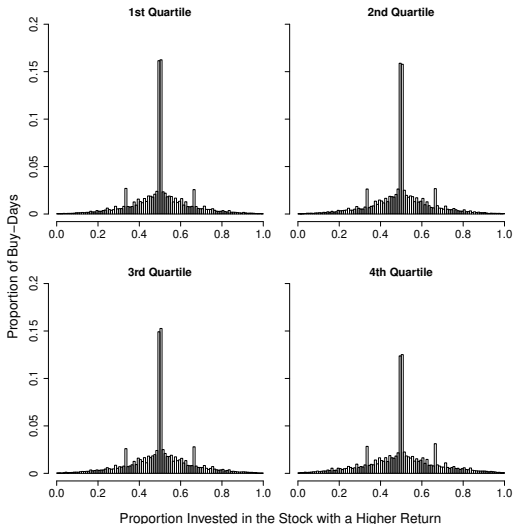 1st Quartile
2nd Quartile
0 0.05 0.1 0.15 0.2
0.0 0.2 0.4 0.6 0.8 1.0
0.0 0.2 0.4 0.6 0.8 1.0
Proportion of Buy−Days
3rd Quartile
4th Quartile
0 0.05 0.1 0.15 0.2
0.0 0.2 0.4 0.6 0.8 1.0
0.0 0.2 0.4 0.6 0.8 1.0
Proportion Invested in the Stock with a Higher Return